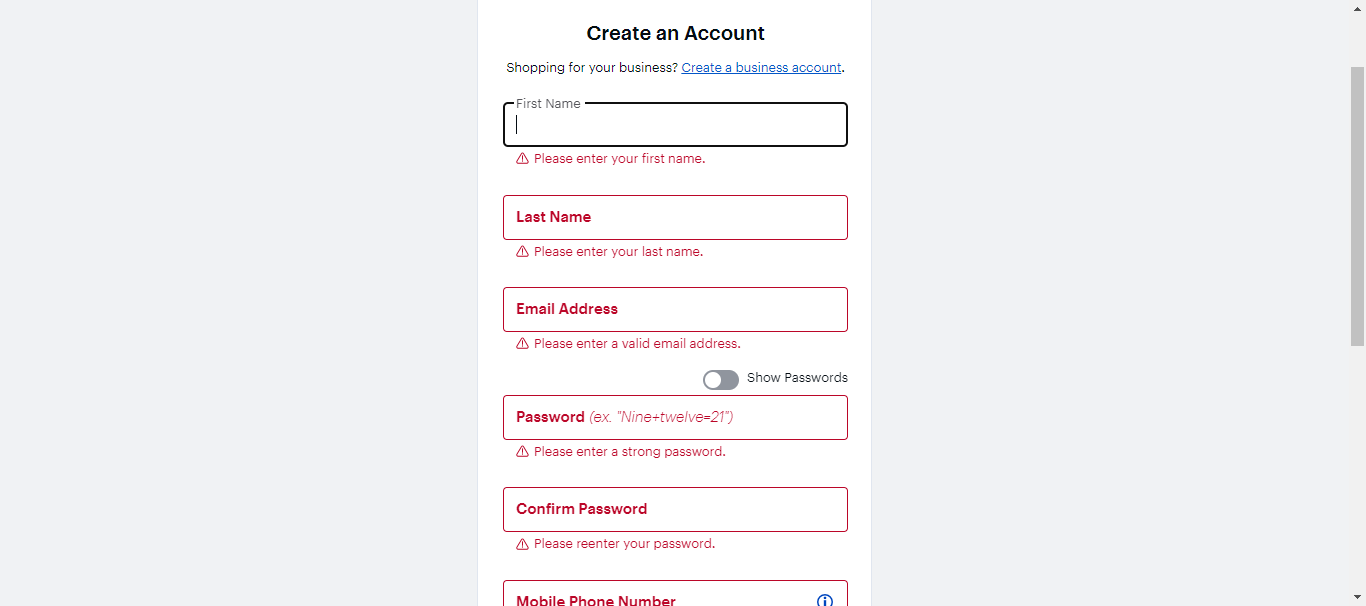 Create an Account
Shopping for your business? Create a business account.
First Name
Please enter your first name.
Last Name
Please enter your last name.
Email Address
Please enter a valid email address.
Show Passwords
Password (ex. "Nine+twelve=21")
Please enter a strong password.
Confirm Password
Please reenter your password.
Mobile Phone Number